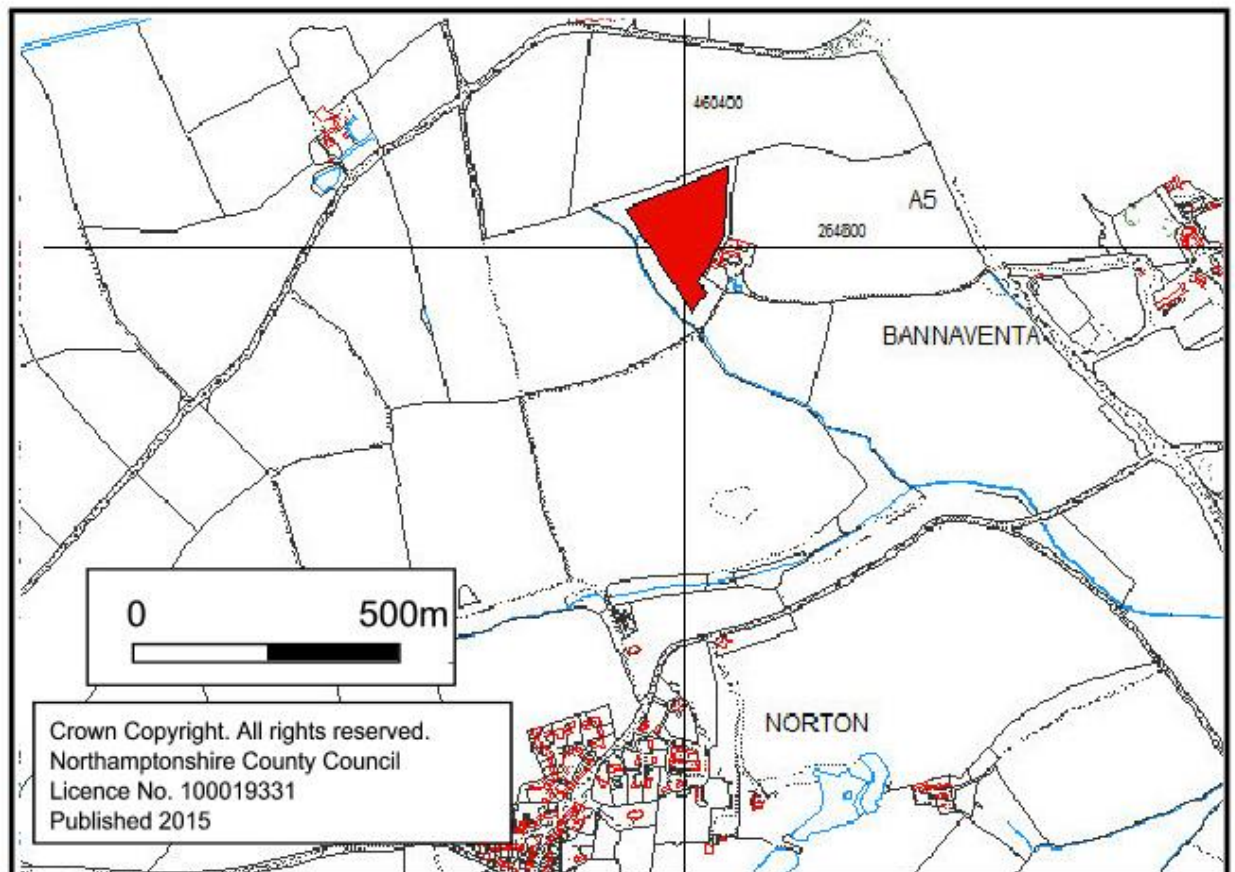 460400
A5
264800
BANNAVENTA
0 500m
Crown Copyright. All rights reserved.
Northamptonshire County Council
Licence No. 100019331
Published 2015
NORTON